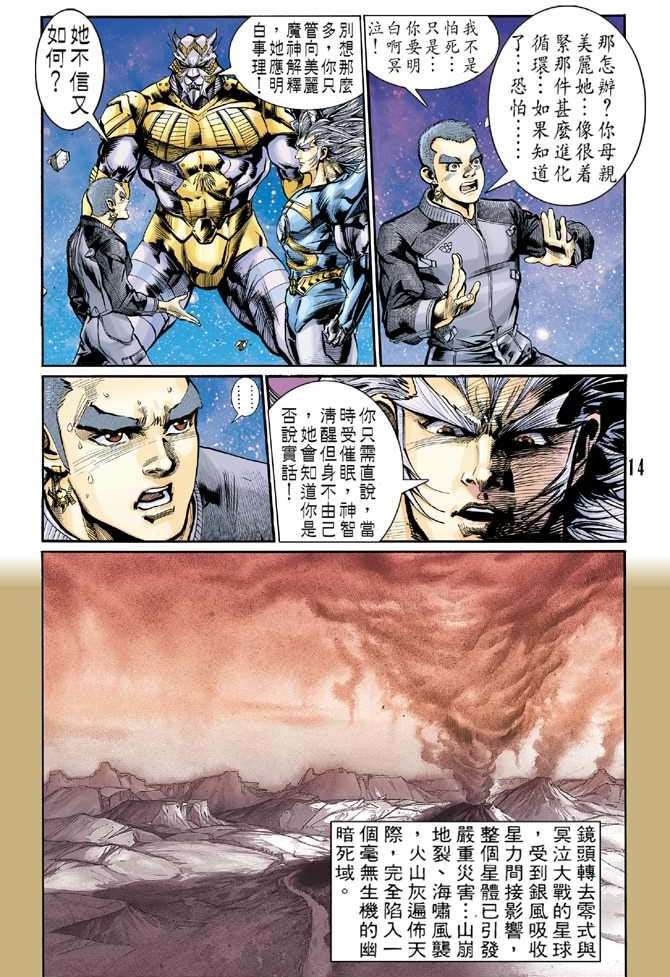 那怎辦？你母親
美麗她…像很着
緊那件甚麼進化
循環…如果知道
了…恐怕…
我不是
怕死…
只是…
你要明
白啊冥
泣！
別想那麼
多，你只
管向美麗
魔神解釋
，她應明
白事理！
她不信又
如何？
你只需直說，當
時受催眠，神智
清醒但身不由己
，她會知道你是
否說實話！
………
14
鏡頭轉去零式與
冥泣大戰的星球
，受到銀風吸收
星力間接影響，
整個星體已引發
嚴重災害…山崩
地裂、海嘯風襲
，火山灰遍佈天
際，完全陷入一
個毫無生機的幽
暗死域。